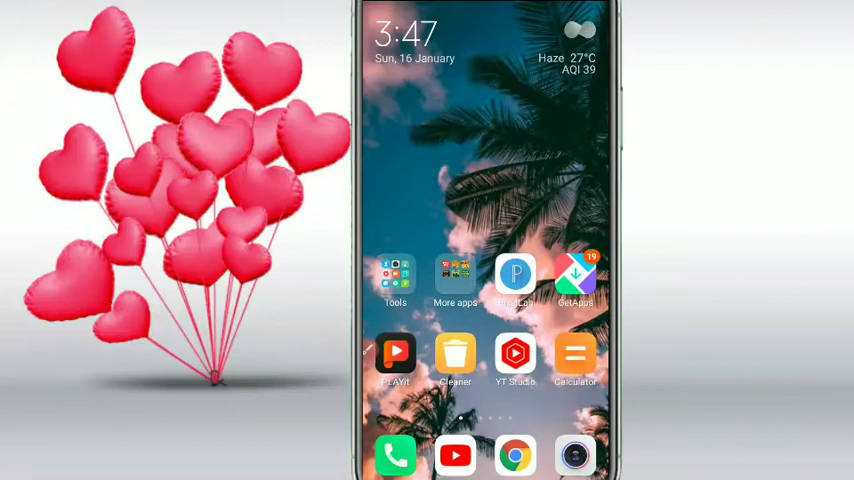 3:47
Sun, 16 January
Haze 27°C
AQI 39
19
Tools
More apps
PixelLab
GetApps
PLAYit
Cleaner
YT Studio
Calculator